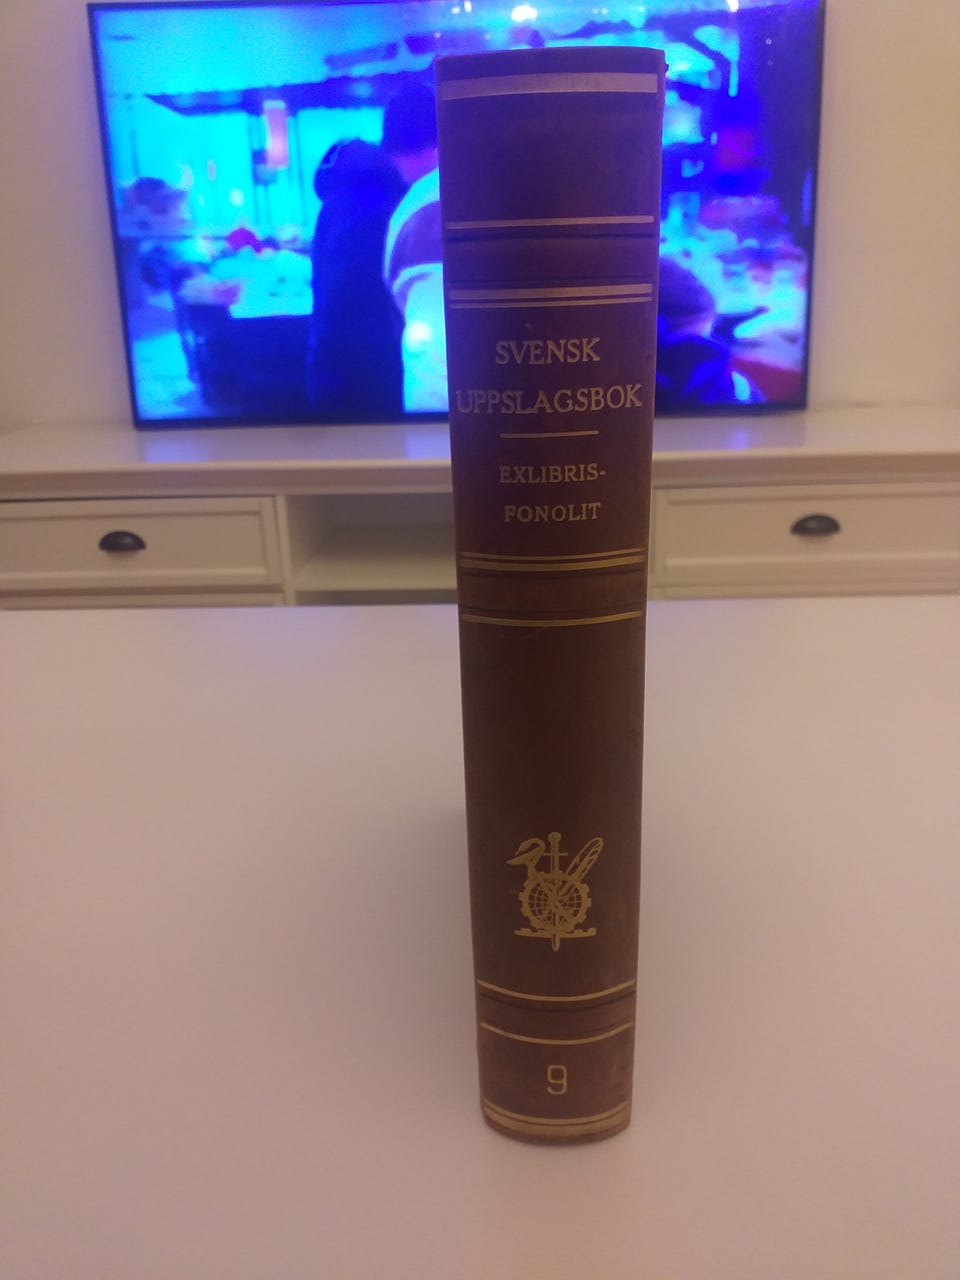 SVENSK
UPPSLAGSBOK
EXLIBRIS-
FONOLIT
9